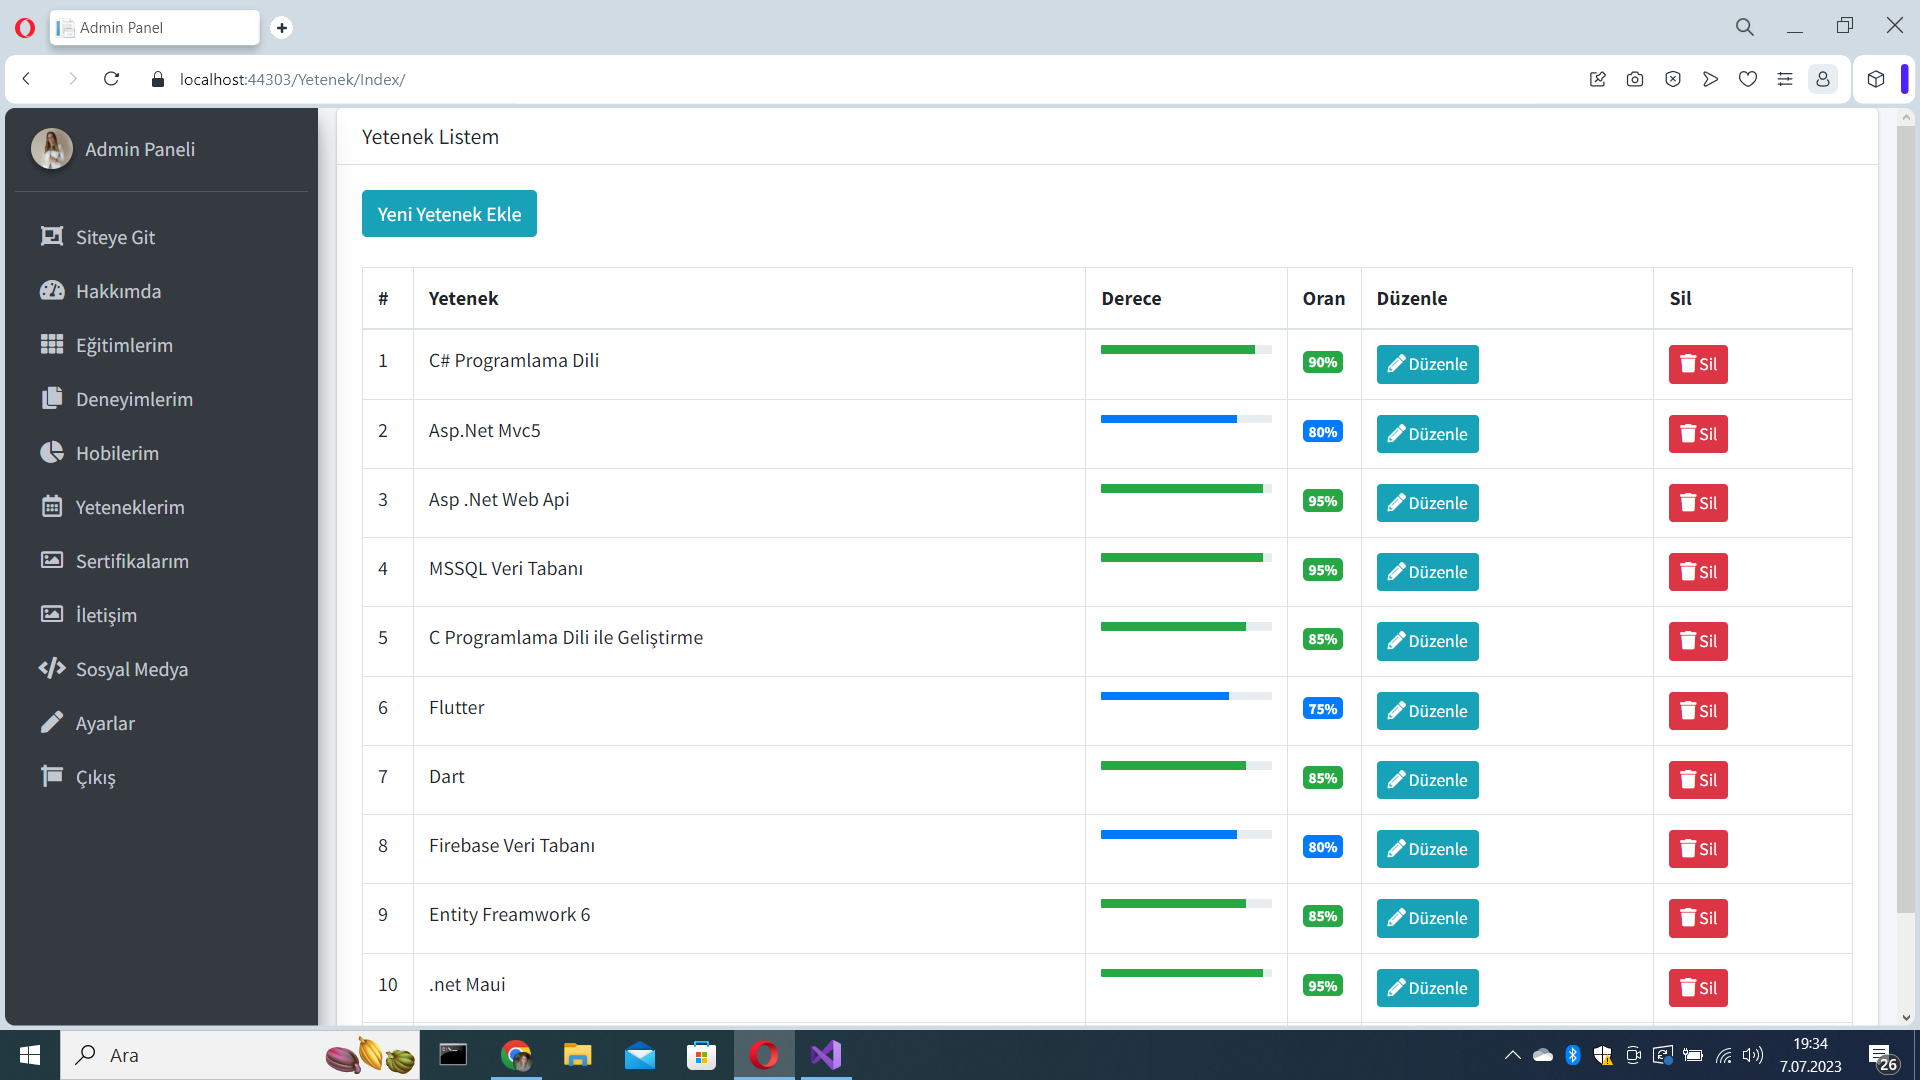 Admin Panel
localhost:44303/Yetenek/Index/
Admin Paneli
Siteye Git
Hakkımda
Eğitimlerim
Deneyimlerim
Hobilerim
Yeteneklerim
Sertifikalarım
İletişim
Sosyal Medya
Ayarlar
Çıkış
Yetenek Listem
Yeni Yetenek Ekle
# Yetenek Derece Oran Düzenle Sil
1 C# Programlama Dili 90% Düzenle Sil
2 Asp.Net Mvc5 80% Düzenle Sil
3 Asp .Net Web Api 95% Düzenle Sil
4 MSSQL Veri Tabanı 95% Düzenle Sil
5 C Programlama Dili ile Geliştirme 85% Düzenle Sil
6 Flutter 75% Düzenle Sil
7 Dart 85% Düzenle Sil
8 Firebase Veri Tabanı 80% Düzenle Sil
9 Entity Freamwork 6 85% Düzenle Sil
10 .net Maui 95% Düzenle Sil
Ara
19:34
7.07.2023
26